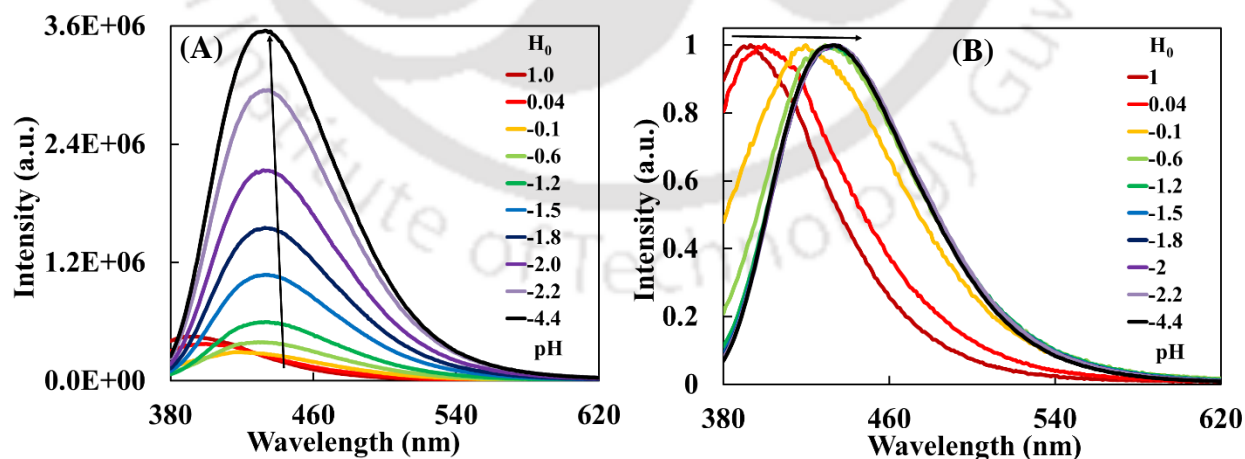 (A)
Intensity (a.u.)
3.6E+06
2.4E+06
1.2E+06
0.0E+00
380
460
540
620
Wavelength (nm)
H0
1.0
0.04
-0.1
-0.6
-1.2
-1.5
-1.8
-2.0
-2.2
-4.4
pH
(B)
Intensity (a.u.)
1
0.8
0.6
0.4
0.2
0
380
460
540
620
Wavelength (nm)
H0
1
0.04
-0.1
-0.6
-1.2
-1.5
-1.8
-2
-2.2
-4.4
pH
Institute of Technology Guw